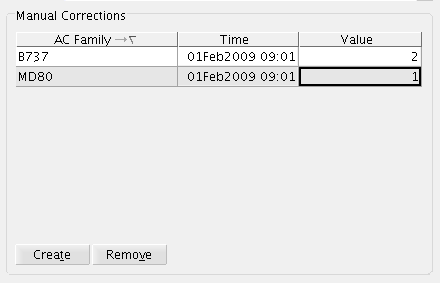 Manual Corrections
AC Family Time Value
B737 01Feb2009 09:01 2
MD80 01Feb2009 09:01 1
Create Remove